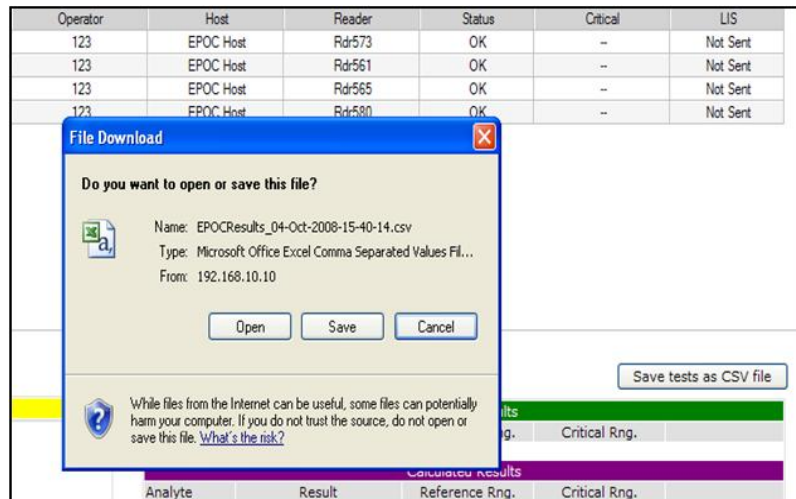 Operator Host Reader Status Critical LIS
123 EPOC Host Rdr573 OK -- Not Sent
123 EPOC Host Rdr561 OK -- Not Sent
123 EPOC Host Rdr565 OK -- Not Sent
123 EPOC Host Rdr580 OK -- Not Sent
File Download
Do you want to open or save this file?
Name: EPOCResults_04-Oct-2008-15-40-14.csv
Type: Microsoft Office Excel Comma Separated Values Fil...
From: 192.168.10.10
Open Save Cancel
Save tests as CSV file
While files from the Internet can be useful, some files can potentially
harm your computer. If you do not trust the source, do not open or
save this file. What's the risk?
ults
ng. Critical Rng.
Calculated Results
Analyte Result Reference Rng. Critical Rng.